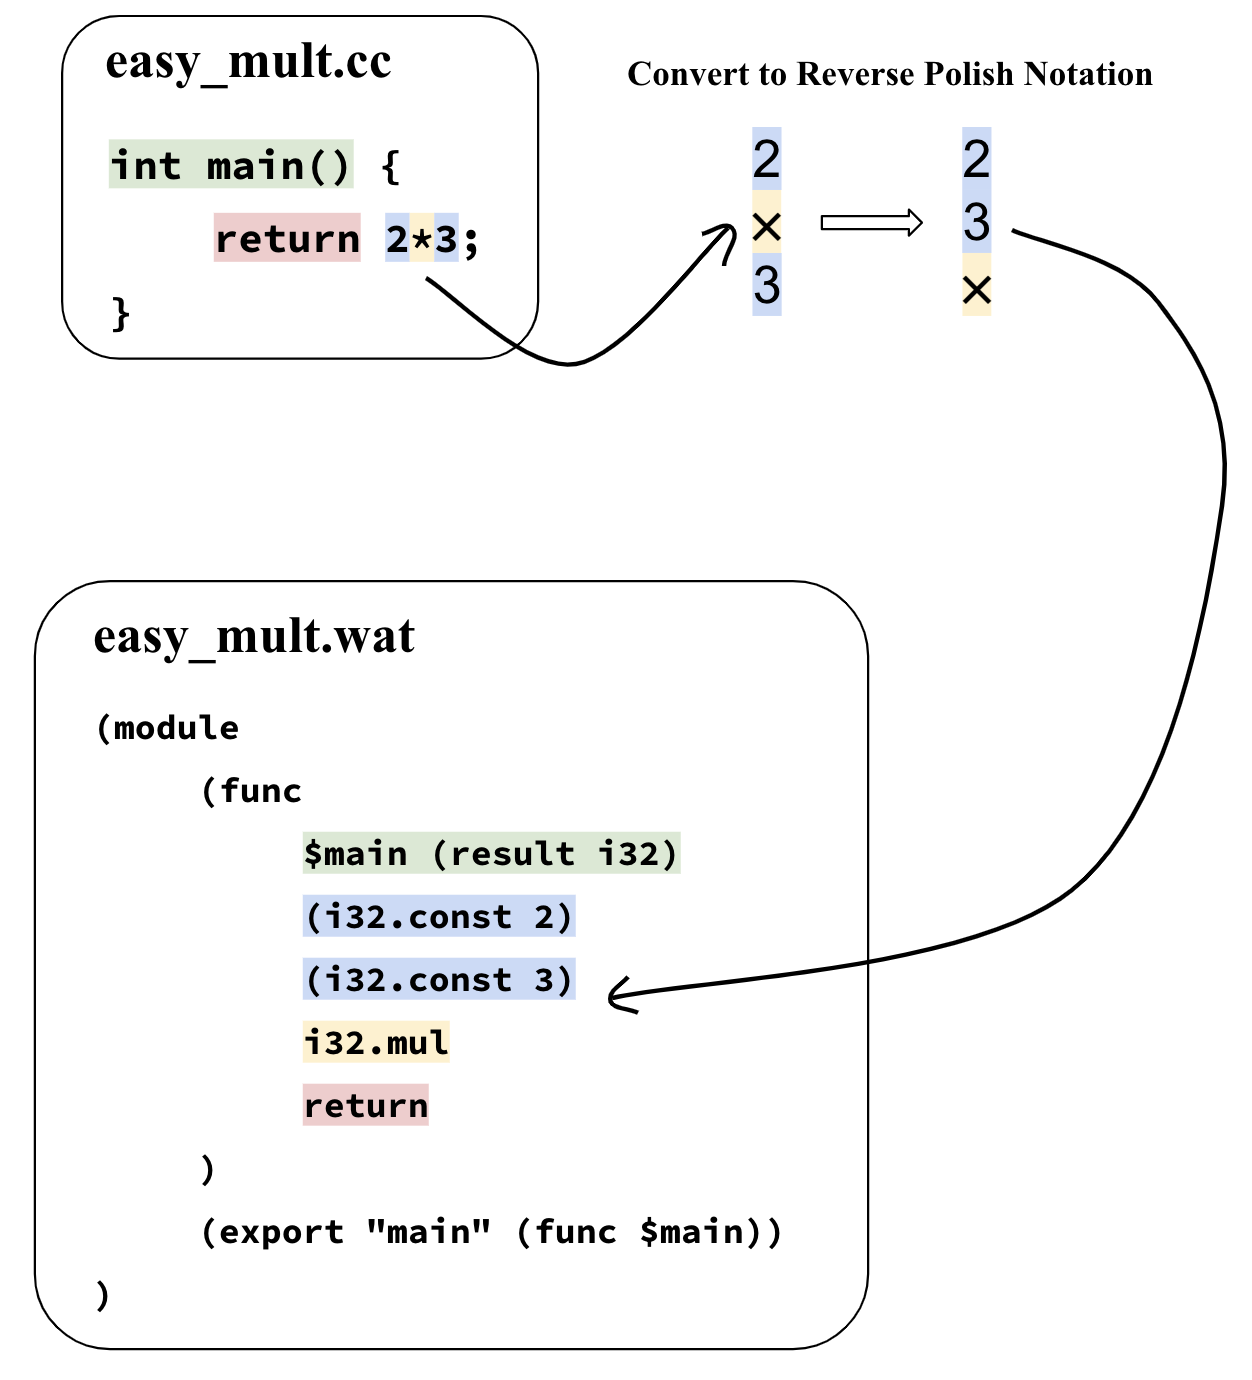 easy_mult.cc
int main() {
return 2*3;
}
Convert to Reverse Polish Notation
2
×
3
2
3
×
easy_mult.wat
(module
(func
$main (result i32)
(i32.const 2)
(i32.const 3)
i32.mul
return
)
(export "main" (func $main))
)